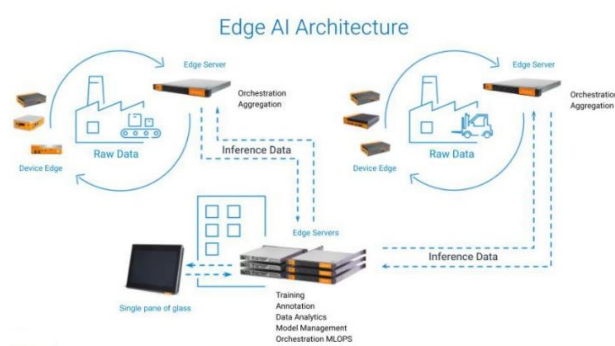 Edge AI Architecture
Edge Server
Orchestration
Aggregation
Raw Data
Device Edge
Inference Data
Edge Server
Orchestration
Aggregation
Raw Data
Device Edge
Inference Data
Edge Servers
Single pane of glass
Training
Annotation
Data Analytics
Model Management
Orchestration MLOPS